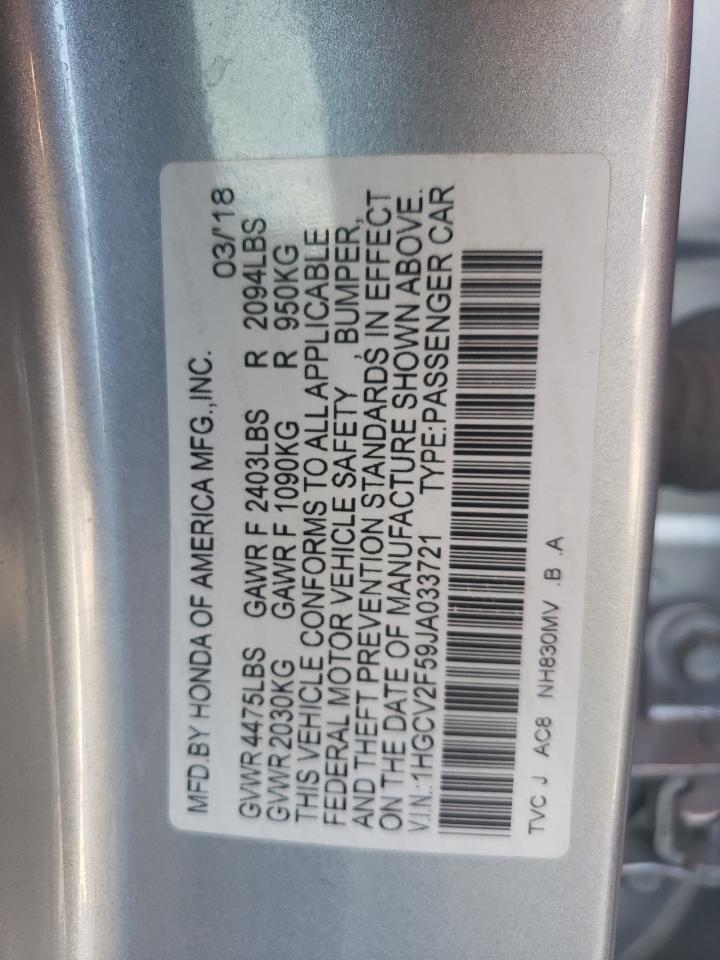 MFD.BY HONDA OF AMERICA MFG.,INC. 03/'18
GVWR 4475LBS GAWR F 2403LBS R 2094LBS
GVWR 2030KG GAWR F 1090KG R 950KG
THIS VEHICLE CONFORMS TO ALL APPLICABLE
FEDERAL MOTOR VEHICLE SAFETY , BUMPER,
AND THEFT PREVENTION STANDARDS IN EFFECT
ON THE DATE OF MANUFACTURE SHOWN ABOVE.
V.I.N.:1HGCV2F59JA033721 TYPE:PASSENGER CAR
TVC J AC8 NH830MV .B .A